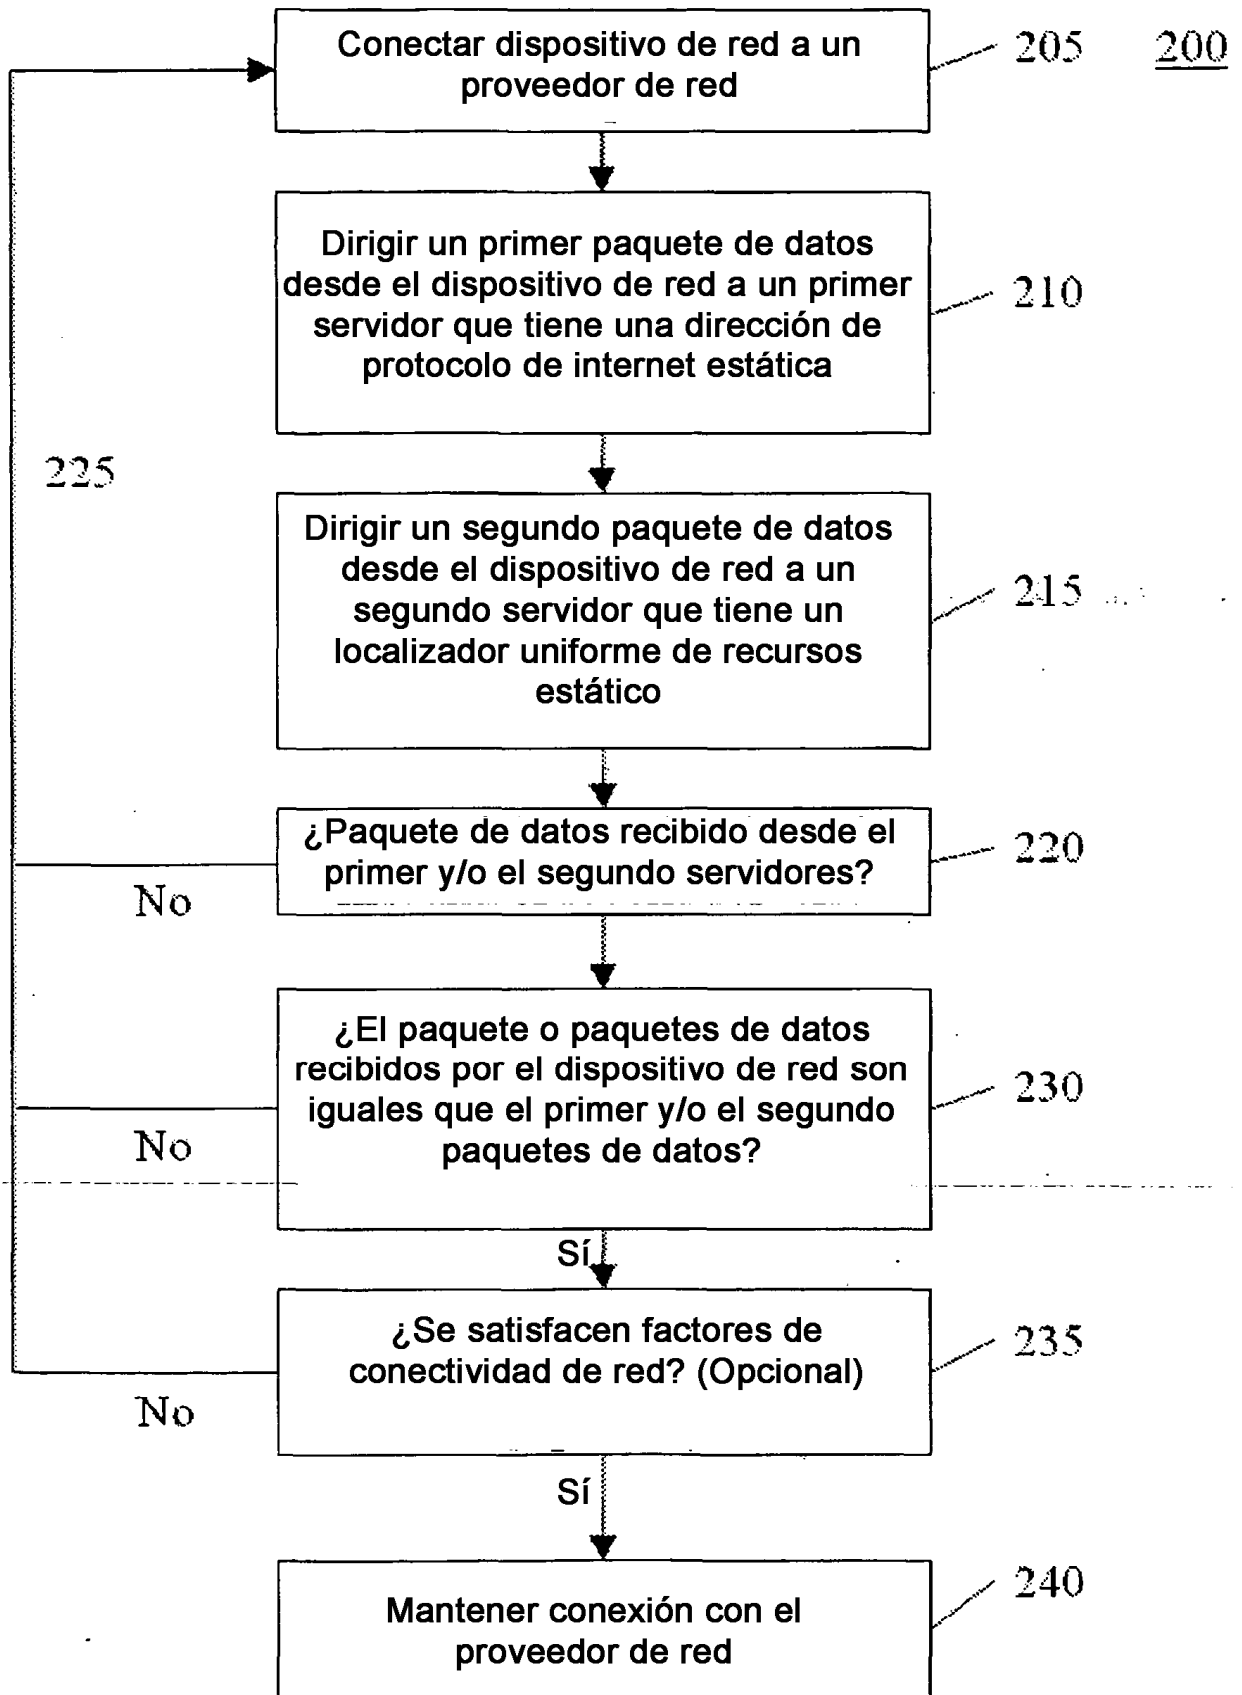 Conectar dispositivo de red a un
proveedor de red
205
200
Dirigir un primer paquete de datos
desde el dispositivo de red a un primer
servidor que tiene una dirección de
protocolo de internet estática
210
225
Dirigir un segundo paquete de datos
desde el dispositivo de red a un
segundo servidor que tiene un
localizador uniforme de recursos
estático
215
¿Paquete de datos recibido desde el
primer y/o el segundo servidores?
220
No
¿El paquete o paquetes de datos
recibidos por el dispositivo de red son
iguales que el primer y/o el segundo
paquetes de datos?
230
No
Sí
¿Se satisfacen factores de
conectividad de red? (Opcional)
235
No
Sí
Mantener conexión con el
proveedor de red
240